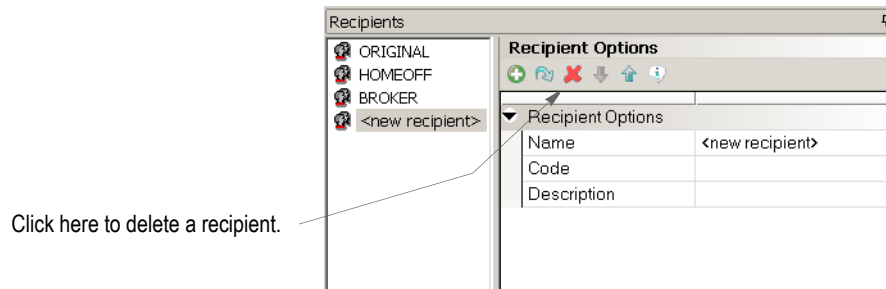 Recipients
ORIGINAL
HOMEOFF
BROKER
<new recipient>
Recipient Options
Recipient Options
Name <new recipient>
Code
Description
Click here to delete a recipient.